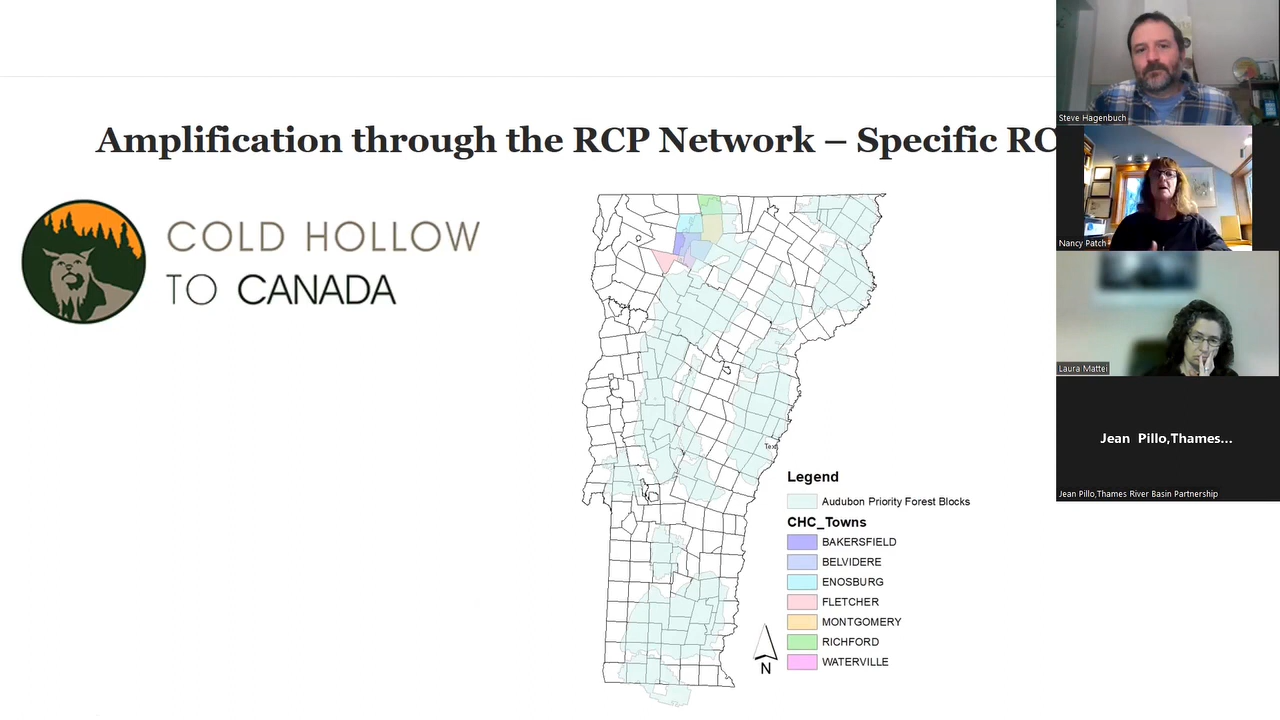 Amplification through the RCP Network – Specific RC
COLD HOLLOW
TO CANADA
Tex
Legend
Audubon Priority Forest Blocks
CHC_Towns
BAKERSFIELD
BELVIDERE
ENOSBURG
FLETCHER
MONTGOMERY
RICHFORD
WATERVILLE
N
Steve Hagenbuch
Nancy Patch
Laura Mattei
Jean Pillo,Thames...
Jean Pillo,Thames River Basin Partnership